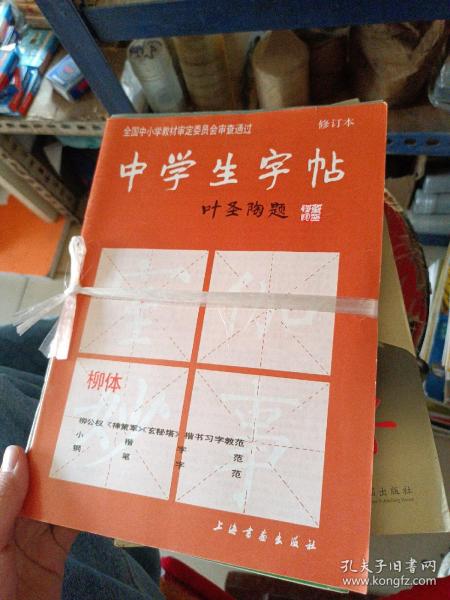 全国中小学教材审定委员会审查通过
修订本
中学生字帖
叶圣陶题
柳体
柳公权《神策军》《玄秘塔》楷书习字教范
小楷字范
钢笔字范
上海书画出版社
出版社
孔夫子旧书网
www.kongfz.com